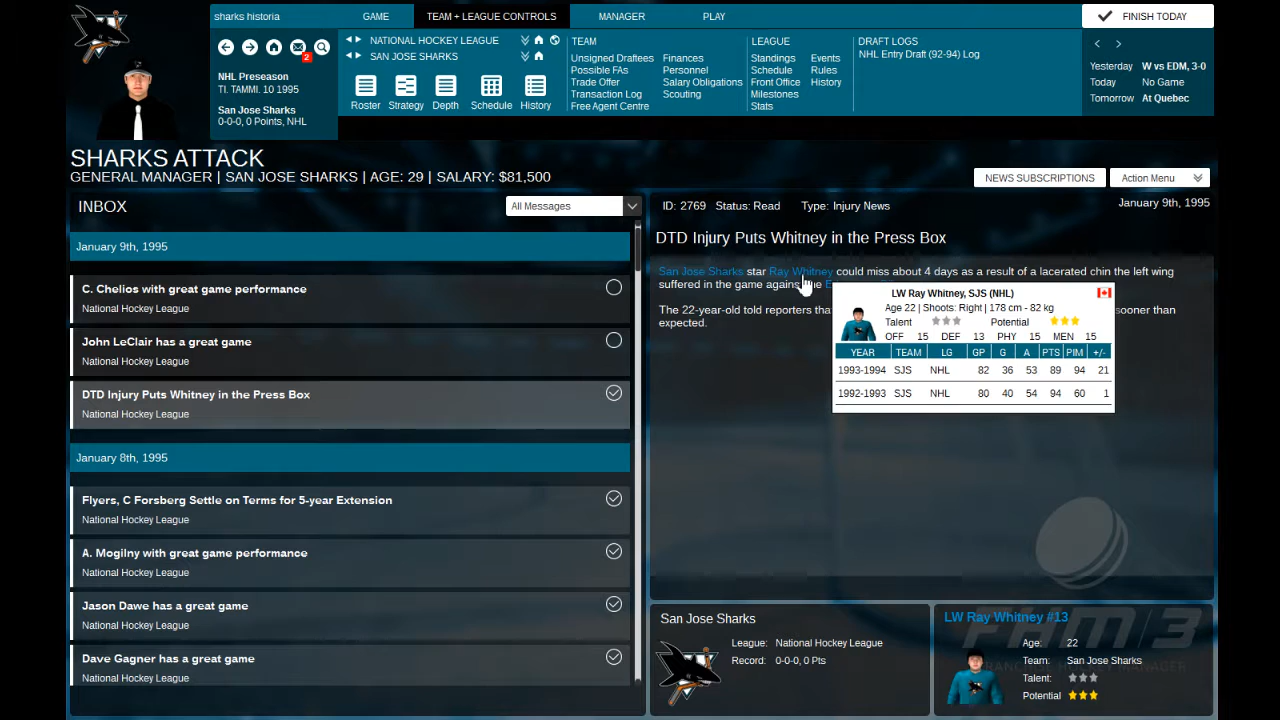 sharks historia
GAME
TEAM + LEAGUE CONTROLS
MANAGER
PLAY
FINISH TODAY
2
NHL Preseason
TI. TAMMI. 10 1995
San Jose Sharks
0-0-0, 0 Points, NHL
NATIONAL HOCKEY LEAGUE
SAN JOSE SHARKS
Roster
Strategy
Depth
Schedule
History
TEAM
Unsigned Draftees
Possible FAs
Trade Offer
Transaction Log
Free Agent Centre
Finances
Personnel
Salary Obligations
Scouting
LEAGUE
Standings
Schedule
Front Office
Milestones
Stats
Events
Rules
History
DRAFT LOGS
NHL Entry Draft (92-94) Log
Yesterday W vs EDM, 3-0
Today No Game
Tomorrow At Quebec
SHARKS ATTACK
GENERAL MANAGER | SAN JOSE SHARKS | AGE: 29 | SALARY: $81,500
NEWS SUBSCRIPTIONS
Action Menu
INBOX
All Messages
January 9th, 1995
C. Chelios with great game performance
National Hockey League
John LeClair has a great game
National Hockey League
DTD Injury Puts Whitney in the Press Box
National Hockey League
January 8th, 1995
Flyers, C Forsberg Settle on Terms for 5-year Extension
National Hockey League
A. Mogilny with great game performance
National Hockey League
Jason Dawe has a great game
National Hockey League
Dave Gagner has a great game
National Hockey League
ID: 2769 Status: Read Type: Injury News
January 9th, 1995
DTD Injury Puts Whitney in the Press Box
San Jose Sharks star Ray Whitney could miss about 4 days as a result of a lacerated chin the left wing
suffered in the game agains
The 22-year-old told reporters tha sooner than
expected.
LW Ray Whitney, SJS (NHL)
Age 22 | Shoots: Right | 178 cm - 82 kg
Talent Potential
OFF 15 DEF 13 PHY 15 MEN 15
YEAR TEAM LG GP G A PTS PIM +/-
1993-1994 SJS NHL 82 36 53 89 94 21
1992-1993 SJS NHL 80 40 54 94 60 1
San Jose Sharks
League: National Hockey League
Record: 0-0-0, 0 Pts
LW Ray Whitney #13
Age: 22
Team: San Jose Sharks
Talent:
Potential
FHM 3
FRANCHISE HOCKEY MANAGER